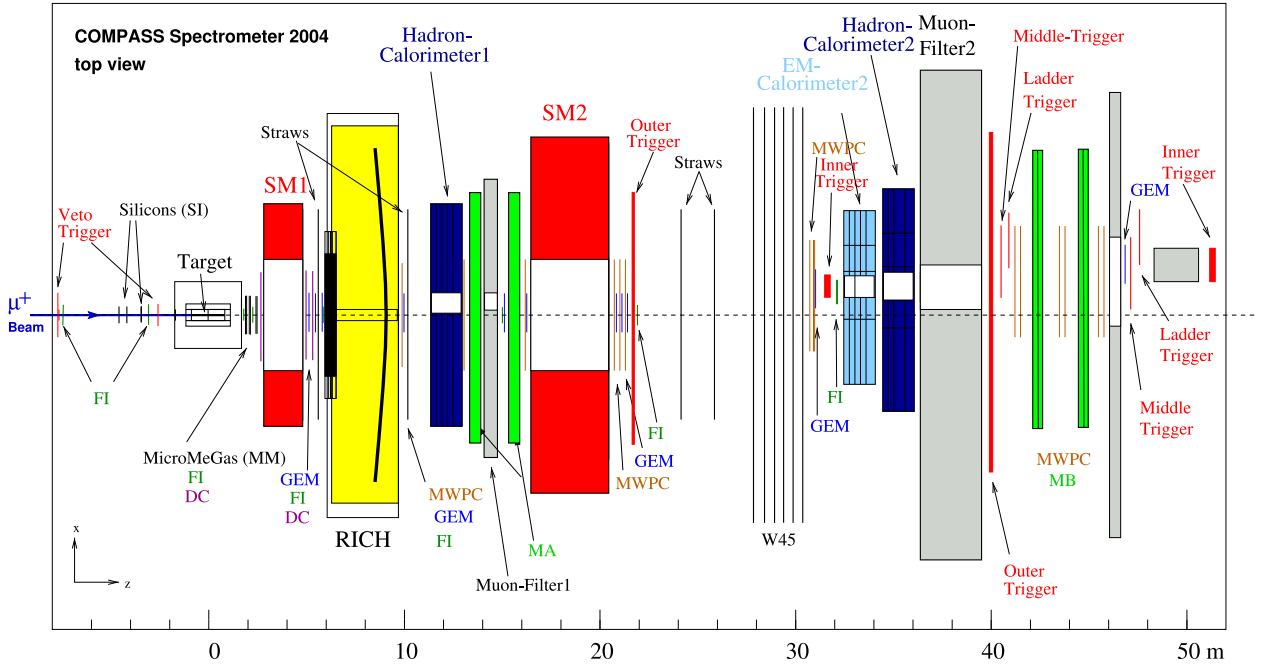 COMPASS Spectrometer 2004
top view
Hadron-
Calorimeter1
SM2
Outer
Trigger
Straws
Straws
EM-
Calorimeter2
Hadron-
Calorimeter2
Muon-
Filter2
Middle-Trigger
Ladder
Trigger
MWPC
Inner
Trigger
Inner
Trigger
GEM
SM1
Veto
Trigger
Silicons (SI)
Target
μ+
Beam
FI
MicroMeGas (MM)
FI
DC
GEM
FI
DC
RICH
MWPC
GEM
FI
MA
Muon-Filter1
MWPC
GEM
FI
W45
GEM
FI
Outer
Trigger
MWPC
MB
Middle
Trigger
Ladder
Trigger
x
z
0 10 20 30 40 50 m